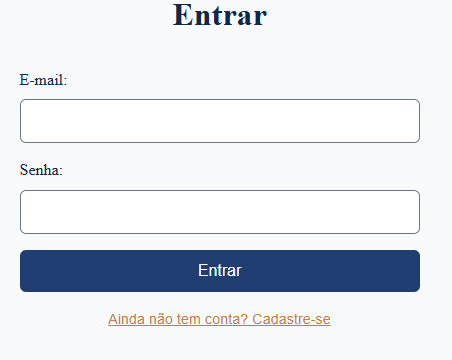 Entrar
E-mail:
Senha:
Entrar
Ainda não tem conta? Cadastre-se